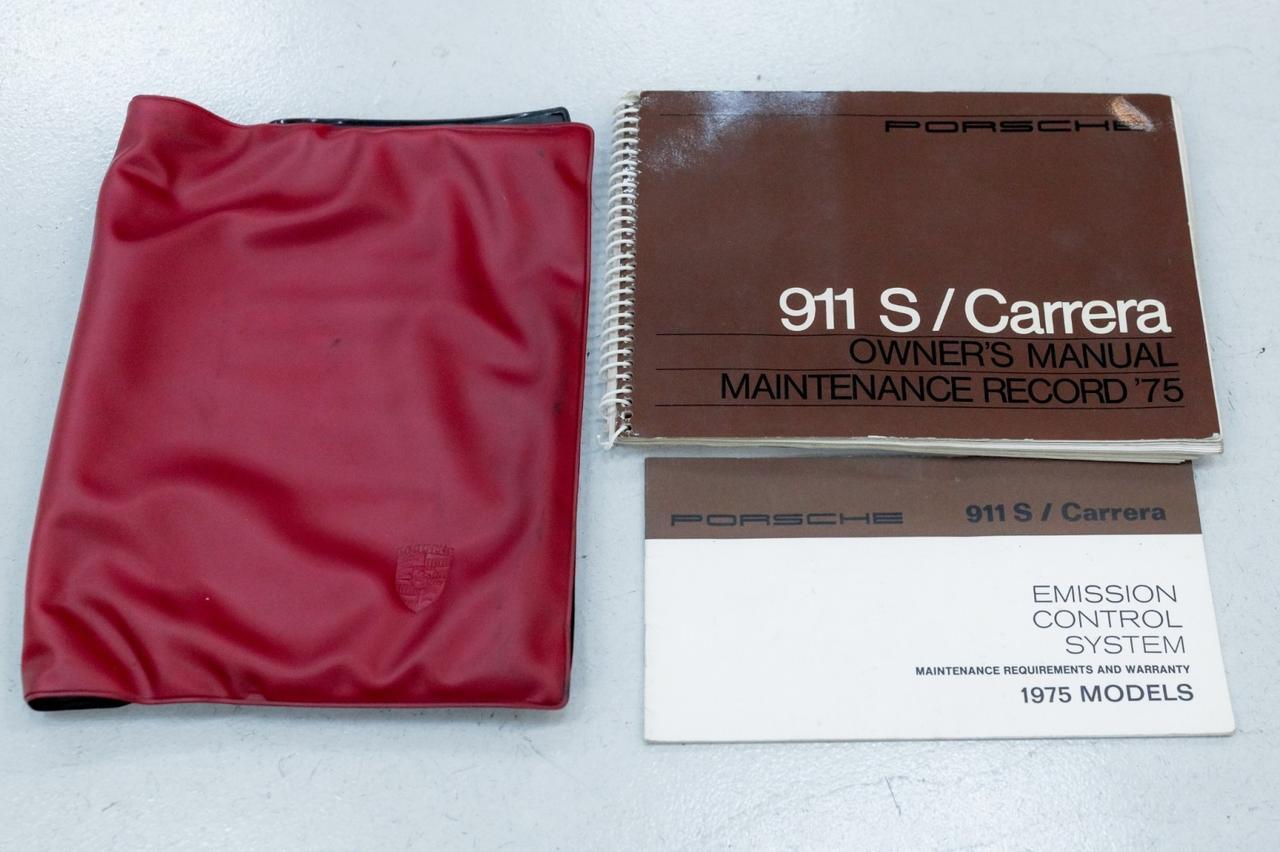 PORSCHE
911 S / Carrera
OWNER'S MANUAL
MAINTENANCE RECORD '75
PORSCHE 911 S / Carrera
EMISSION
CONTROL
SYSTEM
MAINTENANCE REQUIREMENTS AND WARRANTY
1975 MODELS